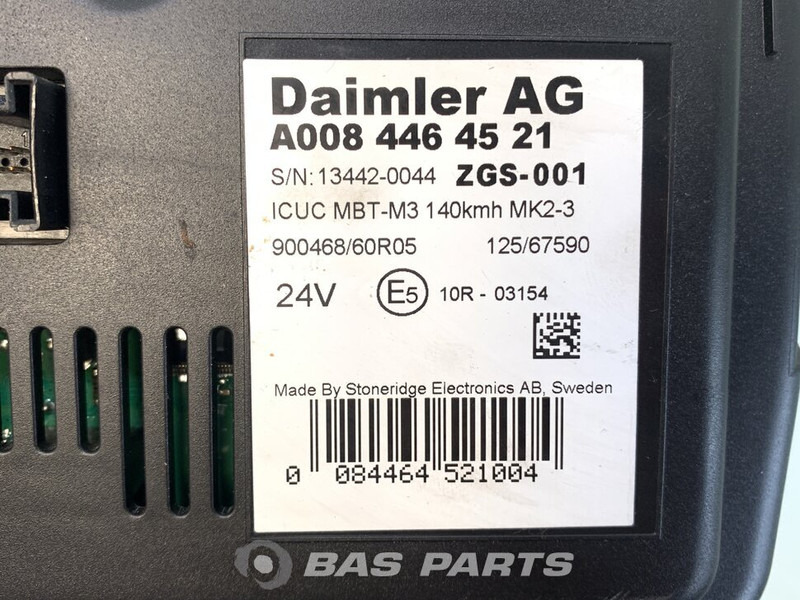 Daimler AG
A008 446 45 21
S/N: 13442-0044 ZGS-001
ICUC MBT-M3 140kmh MK2-3
900468/60R05 125/67590
24V E5 10R - 03154
Made By Stoneridge Electronics AB, Sweden
0 084464 521004
BAS PARTS